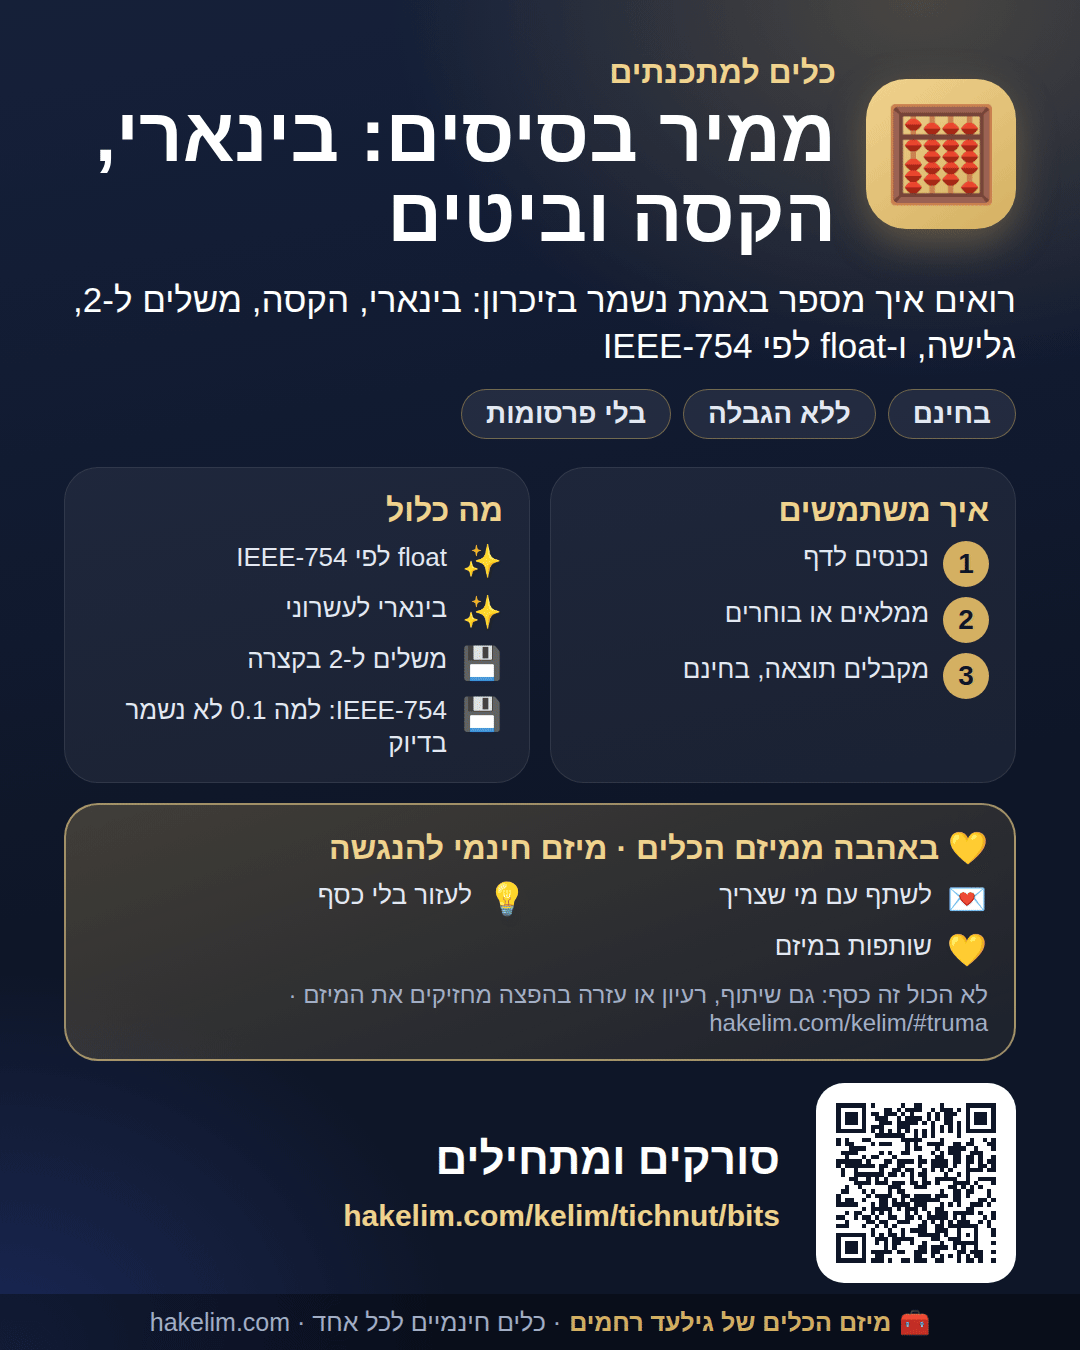 כלים למתכנתים
ממיר בסיסים: בינארי,
הקסה וביטים
רואים איך מספר באמת נשמר בזיכרון: בינארי, הקסה, משלים ל-2,
גלישה, ו-float לפי IEEE-754
בחינם
ללא הגבלה
בלי פרסומות
איך משתמשים
1 נכנסים לדף
2 ממלאים או בוחרים
3 מקבלים תוצאה, בחינם
מה כלול
float לפי IEEE-754
בינארי לעשרוני
משלים ל-2 בקצרה
IEEE-754: למה 0.1 לא נשמר
בדיוק
באהבה ממיזם הכלים · מיזם חינמי להנגשה
לשתף עם מי שצריך
לעזור בלי כסף
שותפות במיזם
לא הכול זה כסף: גם שיתוף, רעיון או עזרה בהפצה מחזיקים את המיזם ·
hakelim.com/kelim/#truma
סורקים ומתחילים
hakelim.com/kelim/tichnut/bits
מיזם הכלים של גילעד רחמים · כלים חינמיים לכל אחד · hakelim.com